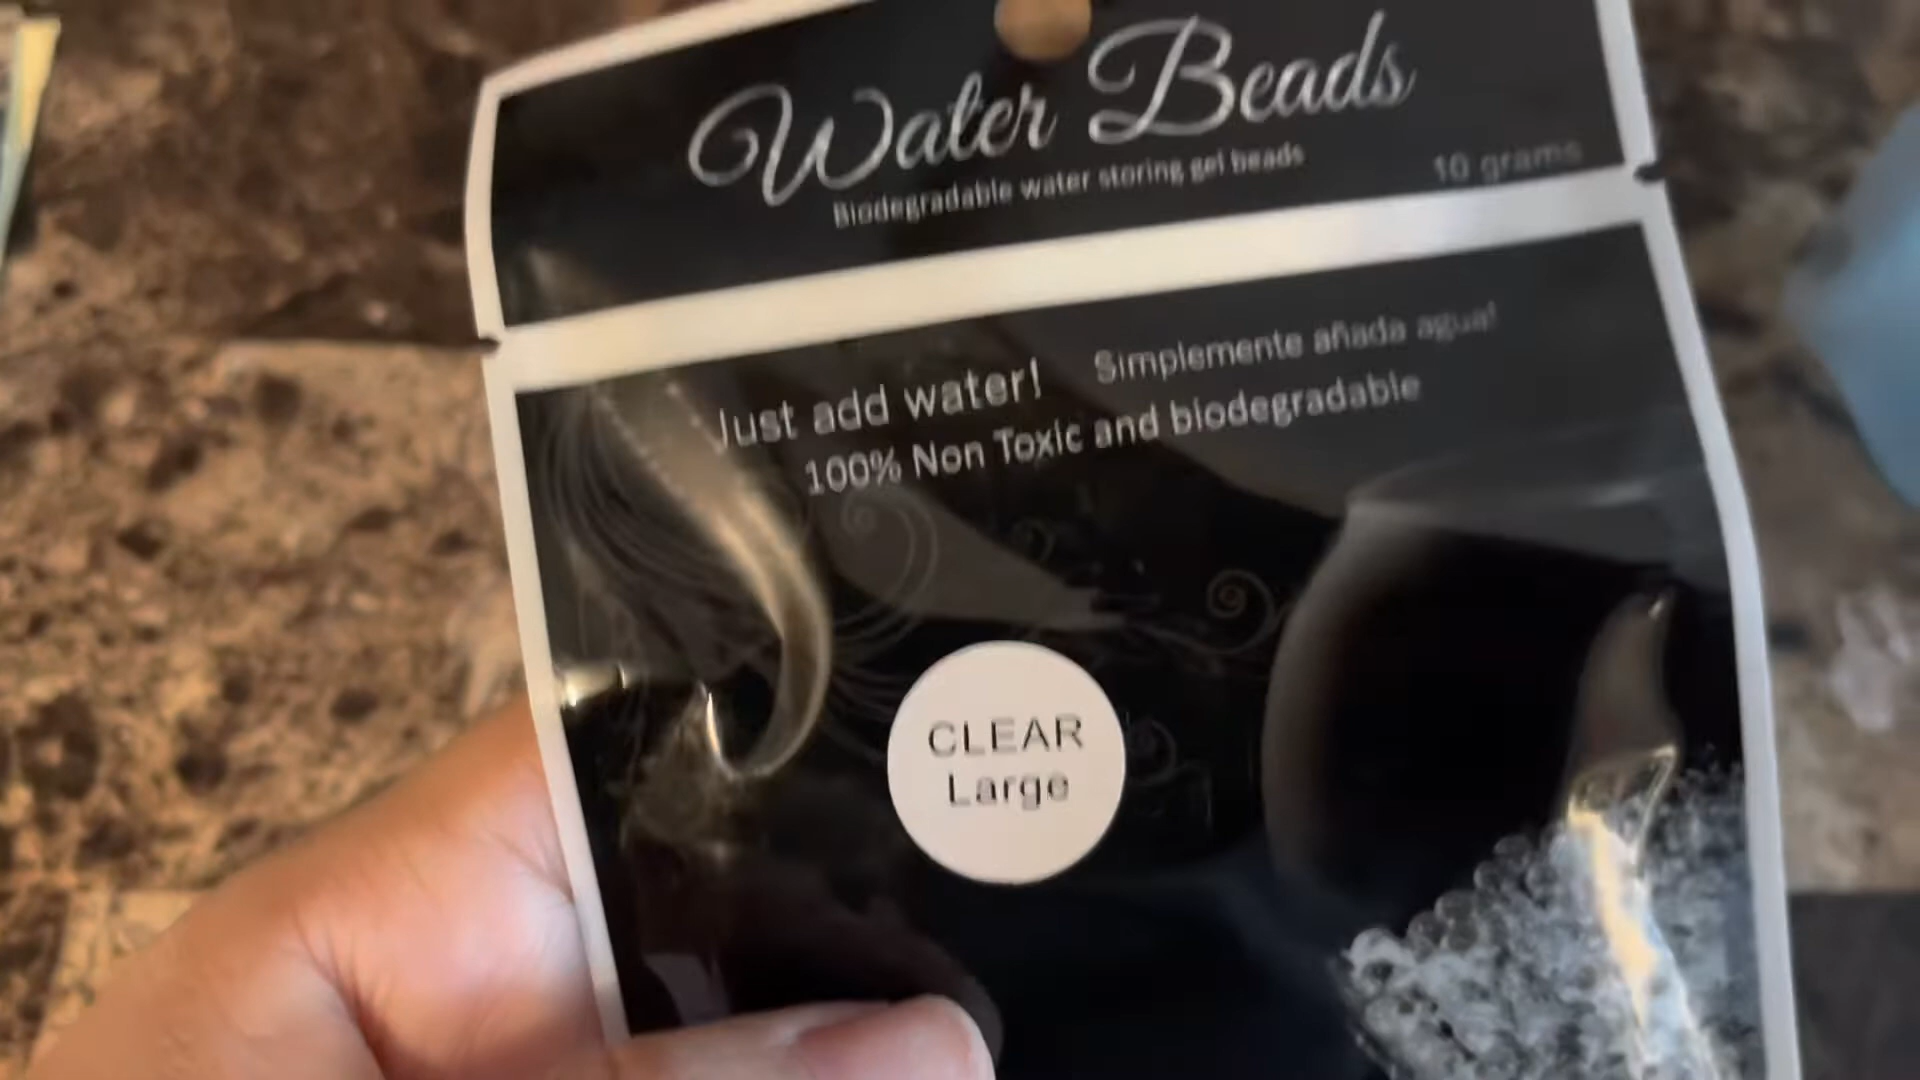 Water Beads
Biodegradable water storing gel beads
10 grams
Just add water! Simplemente añada agua!
100% Non Toxic and biodegradable
CLEAR
Large